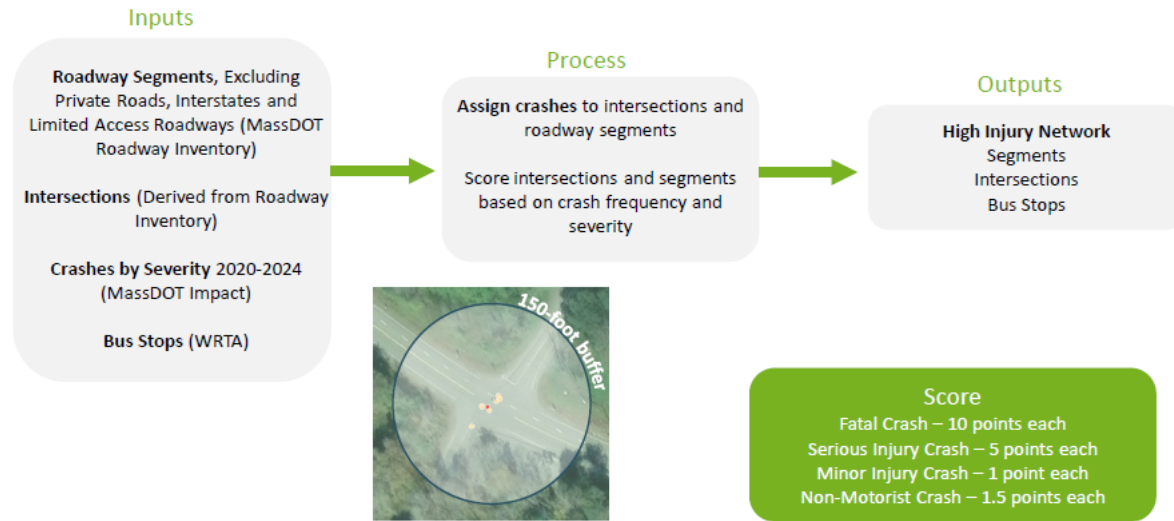 Inputs
Roadway Segments, Excluding
Private Roads, Interstates and
Limited Access Roadways (MassDOT
Roadway Inventory)
Intersections (Derived from Roadway
Inventory)
Crashes by Severity 2020-2024
(MassDOT Impact)
Bus Stops (WRTA)
Process
Assign crashes to intersections and
roadway segments
Score intersections and segments
based on crash frequency and
severity
150-foot buffer
Outputs
High Injury Network
Segments
Intersections
Bus Stops
Score
Fatal Crash – 10 points each
Serious Injury Crash – 5 points each
Minor Injury Crash – 1 point each
Non-Motorist Crash – 1.5 points each